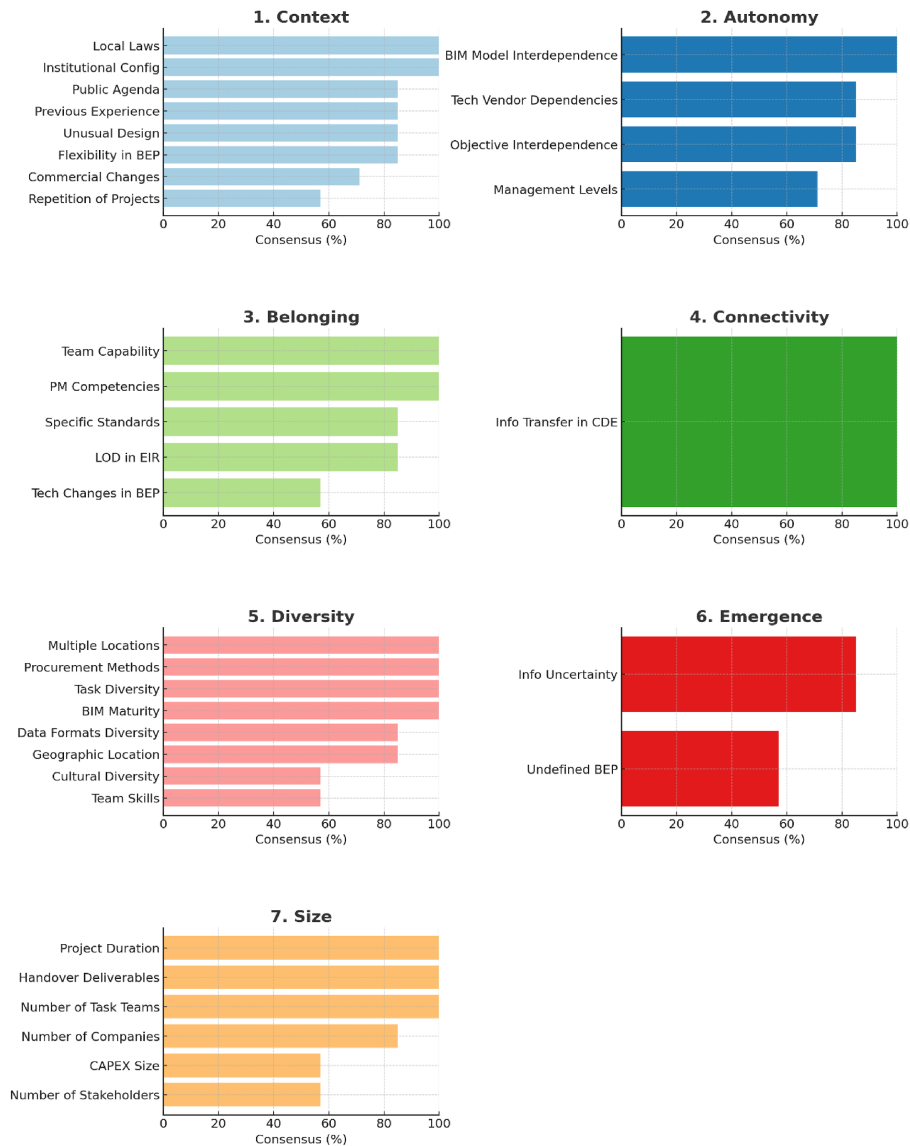 1. Context
Local Laws
Institutional Config
Public Agenda
Previous Experience
Unusual Design
Flexibility in BEP
Commercial Changes
Repetition of Projects
0 20 40 60 80 100
Consensus (%)
2. Autonomy
BIM Model Interdependence
Tech Vendor Dependencies
Objective Interdependence
Management Levels
0 20 40 60 80 100
Consensus (%)
3. Belonging
Team Capability
PM Competencies
Specific Standards
LOD in EIR
Tech Changes in BEP
0 20 40 60 80 100
Consensus (%)
4. Connectivity
Info Transfer in CDE
0 20 40 60 80 100
Consensus (%)
5. Diversity
Multiple Locations
Procurement Methods
Task Diversity
BIM Maturity
Data Formats Diversity
Geographic Location
Cultural Diversity
Team Skills
0 20 40 60 80 100
Consensus (%)
6. Emergence
Info Uncertainty
Undefined BEP
0 20 40 60 80 100
Consensus (%)
7. Size
Project Duration
Handover Deliverables
Number of Task Teams
Number of Companies
CAPEX Size
Number of Stakeholders
0 20 40 60 80 100
Consensus (%)